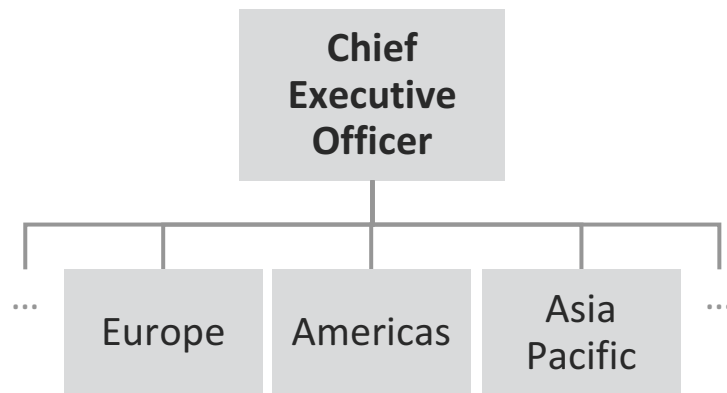 Chief
Executive
Officer
...
Europe
Americas
Asia
Pacific
...